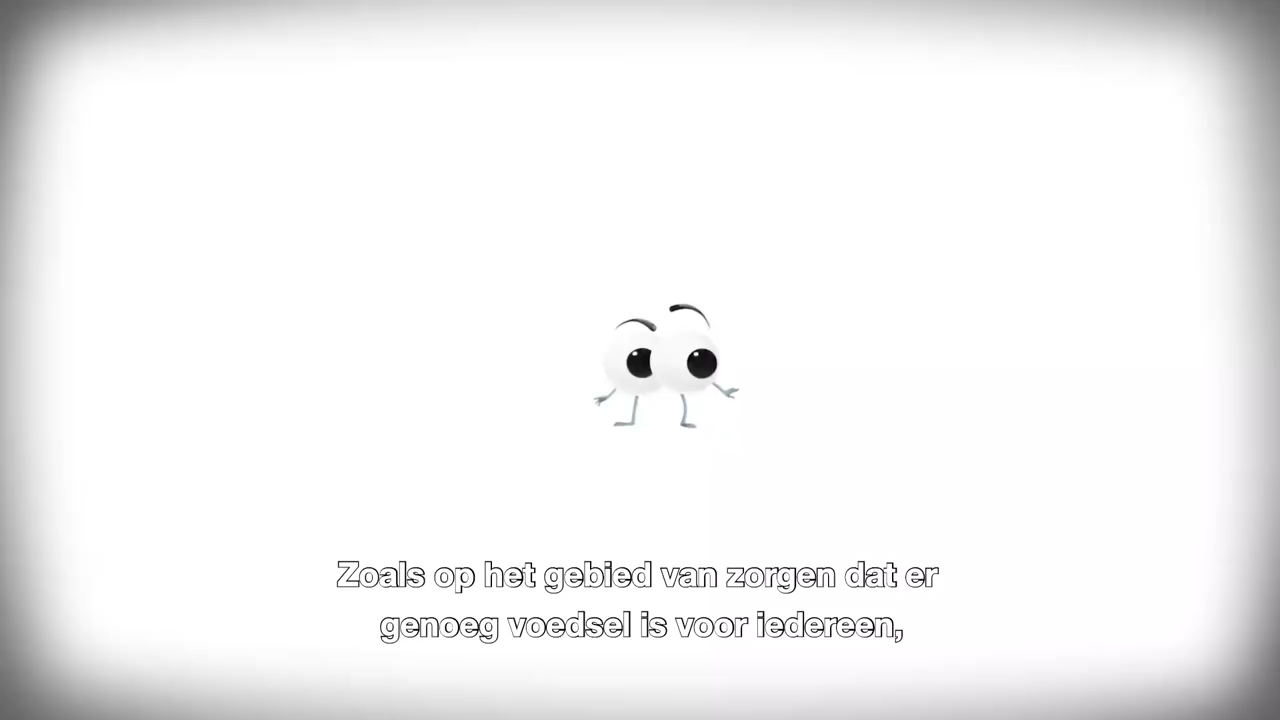 Zoals op het gebied van zorgen dat er
genoeg voedsel is voor iedereen,